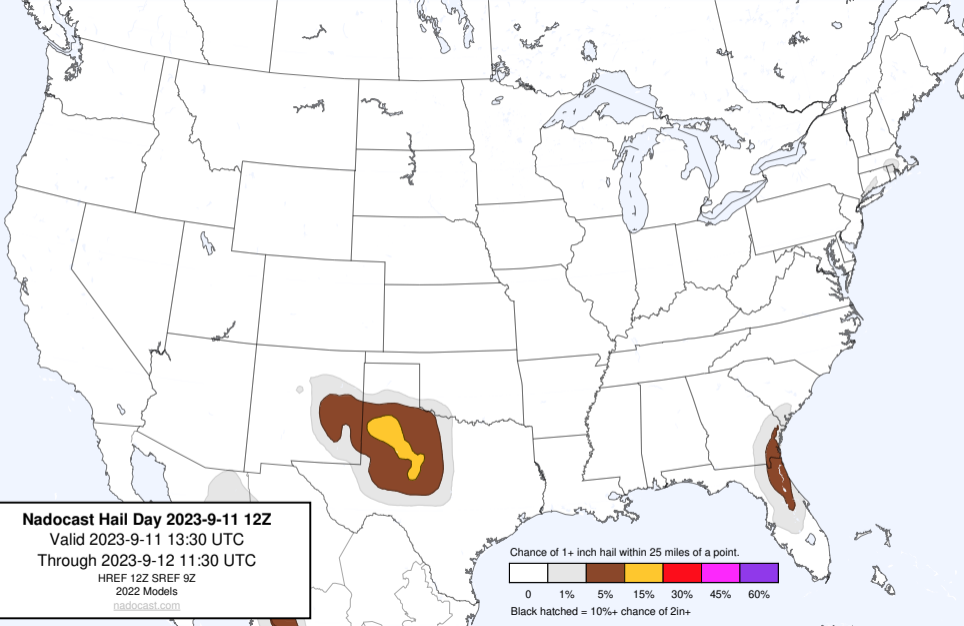 Nadocast Hail Day 2023-9-11 12Z
Valid 2023-9-11 13:30 UTC
Through 2023-9-12 11:30 UTC
HREF 12Z SREF 9Z
2022 Models
nadocast.com
Chance of 1+ inch hail within 25 miles of a point.
0 1% 5% 15% 30% 45% 60%
Black hatched = 10%+ chance of 2in+